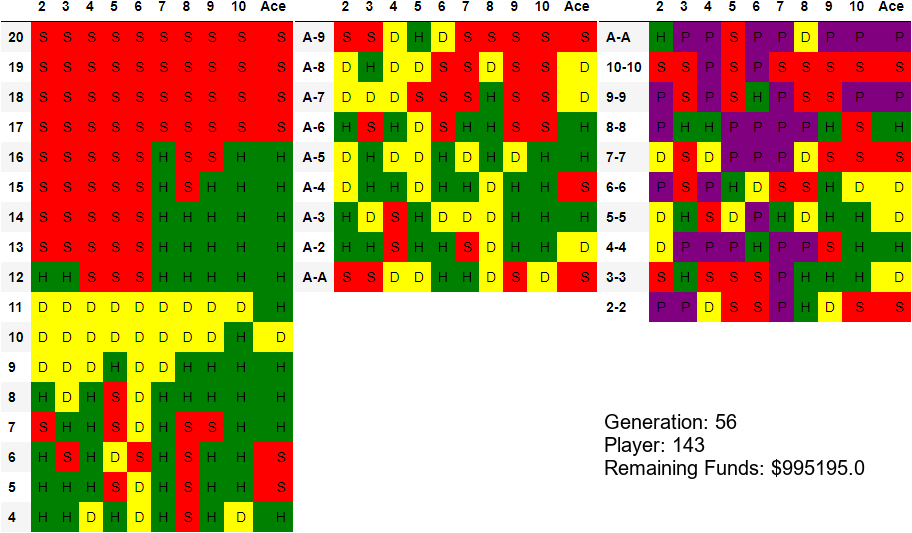 2 3 4 5 6 7 8 9 10 Ace
20 S S S S S S S S S S
19 S S S S S S S S S S
18 S S S S S S S S S S
17 S S S S S S S S S S
16 S S S S S H S S H H
15 S S S S S H S H H H
14 S S S S S H H H H H
13 S S S S S H H H H H
12 H H S S S H H H H H
11 D D D D D D D D D H
10 D D D D D D D D H D
9 D D D H D D H H H H
8 H D H S D H H H H H
7 S H H S D H S S H H
6 H S H D S H S H H S
5 H H H S D H S H H S
4 H H D H D H S H D H
2 3 4 5 6 7 8 9 10 Ace
A-9 S S D H D S S S S S
A-8 D H D D S S D S S D
A-7 D D D S S S H S S D
A-6 H S H D S H H S S H
A-5 D H D D H D H D H H
A-4 D H H D H H D H H S
A-3 H D S H D D D H H H
A-2 H H S H H S D H H D
A-A S S D D H H D S D S
2 3 4 5 6 7 8 9 10 Ace
A-A H P P S P P D P P P
10-10 S S P S P S S S S S
9-9 P S P S H P S S P P
8-8 P H H P P P P H S H
7-7 D S D P P P D S S S
6-6 P S P H D S S H D D
5-5 D H S D P H D H H D
4-4 D P P P H P P S H H
3-3 S H S S S P H H H D
2-2 P P D S S P H D S S
Generation: 56
Player: 143
Remaining Funds: $995195.0